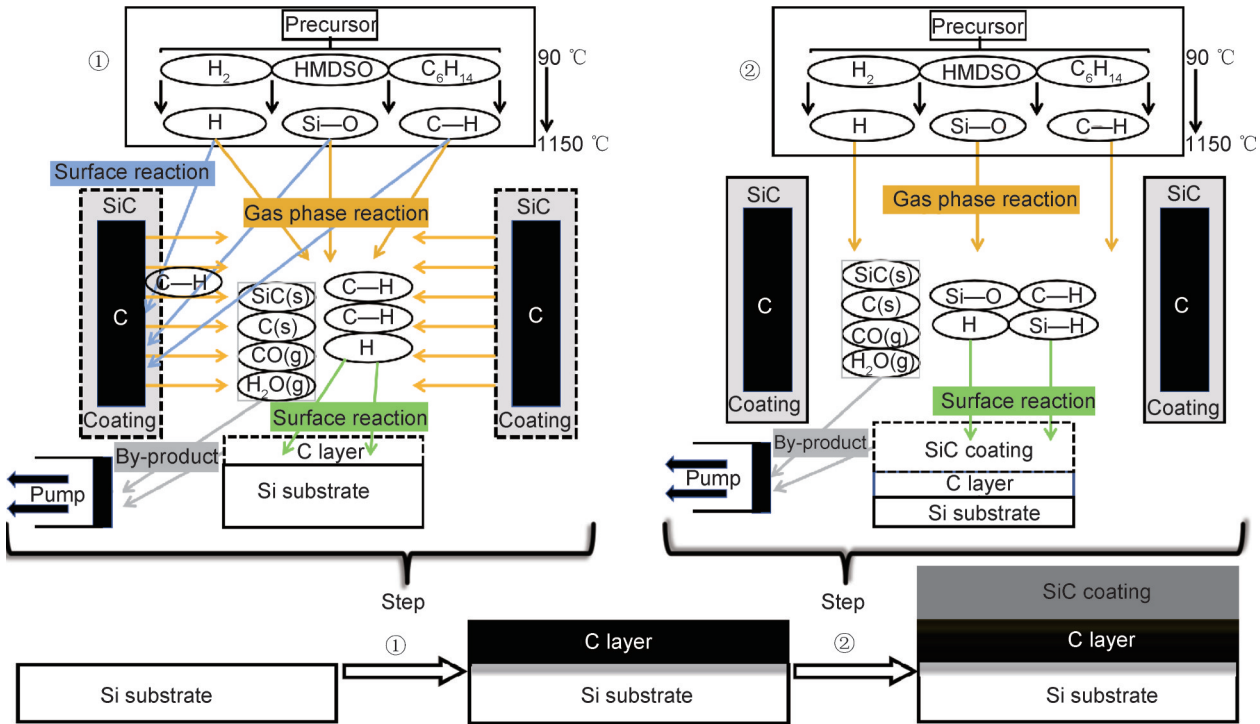 ①
Precursor
H₂
HMDSO
C₆H₁₄
90 ℃
H
Si—O
C—H
1150 ℃
Surface reaction
SiC
Gas phase reaction
SiC
C—H
C
SiC(s)
C(s)
CO(g)
H₂O(g)
C—H
C—H
H
C
Coating
Surface reaction
Coating
By-product
C layer
Pump
Si substrate
②
Precursor
H₂
HMDSO
C₆H₁₄
90 ℃
H
Si—O
C—H
1150 ℃
SiC
Gas phase reaction
SiC
C
SiC(s)
C(s)
CO(g)
H₂O(g)
Si—O
C—H
H
Si—H
C
Coating
Surface reaction
Coating
By-product
SiC coating
Pump
C layer
Si substrate
Step
Step
①
②
Si substrate
C layer
Si substrate
SiC coating
C layer
Si substrate